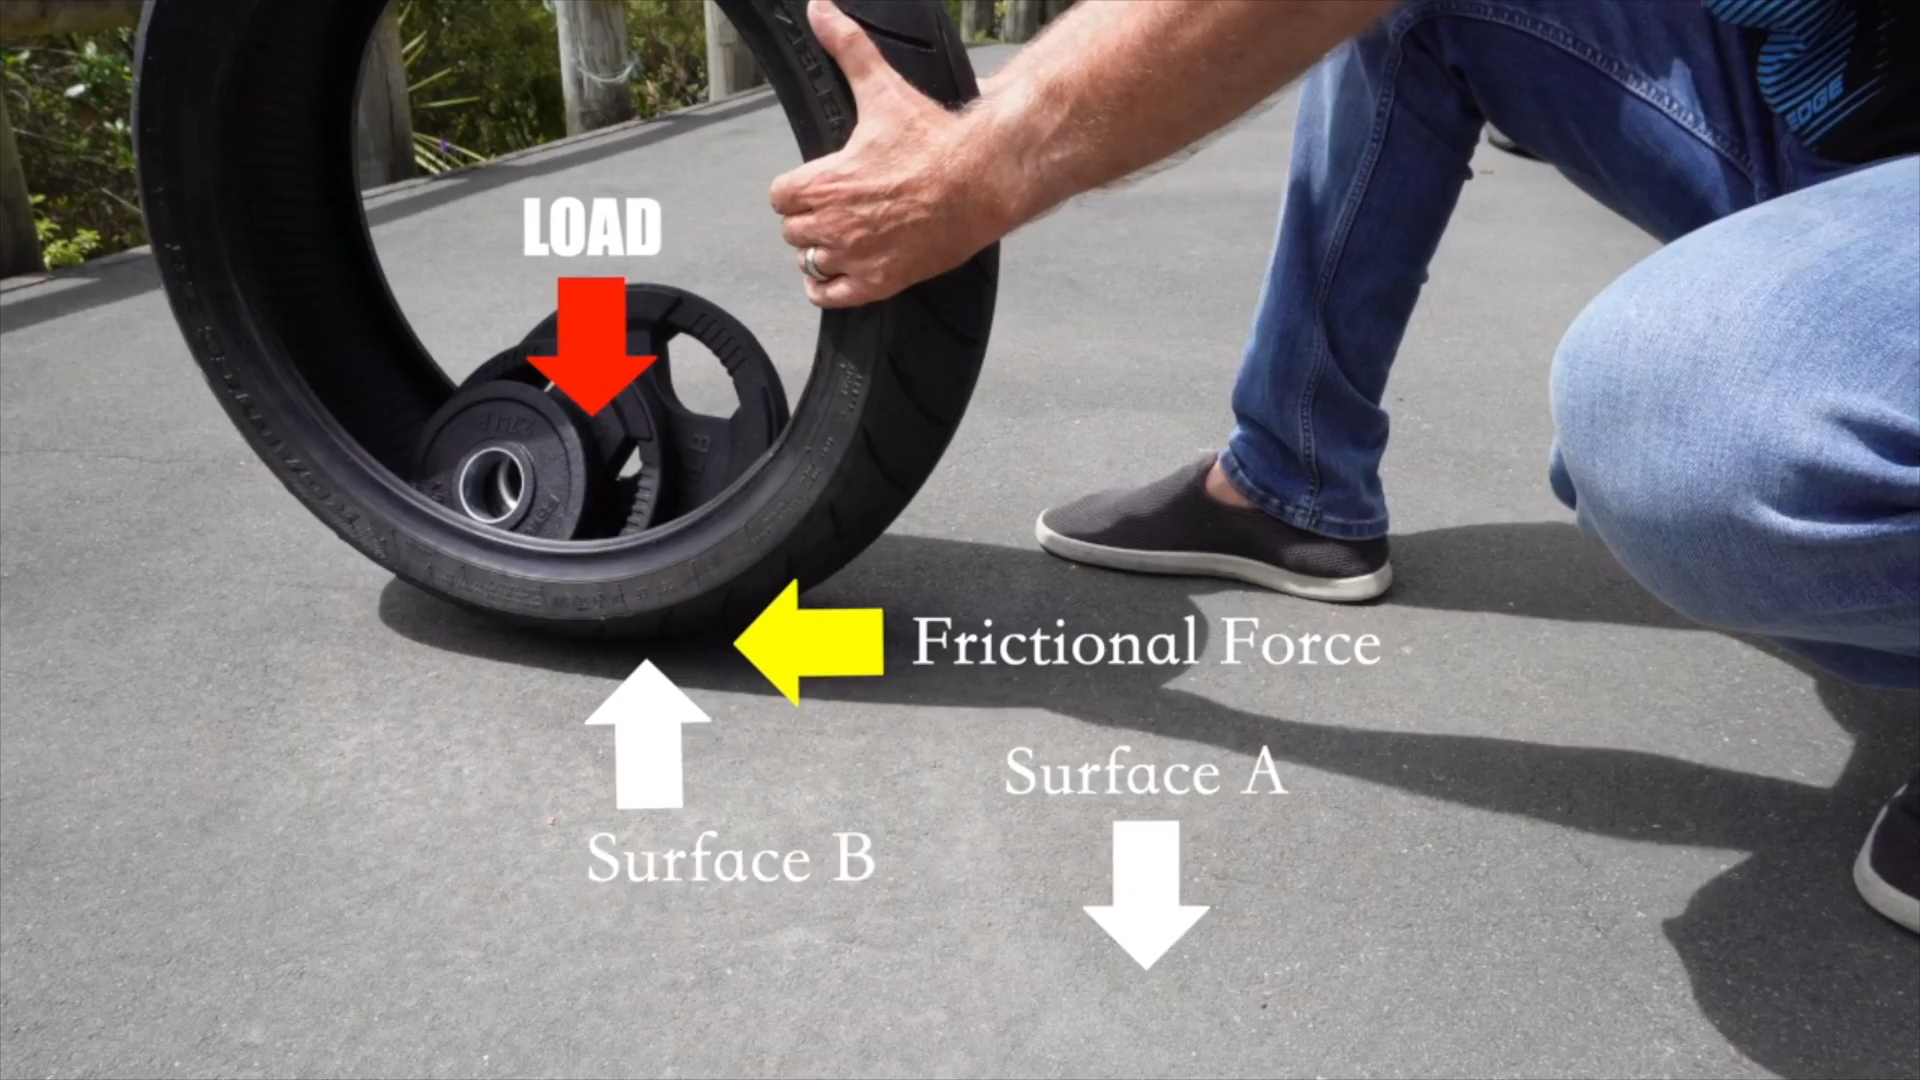 LOAD
Frictional Force
Surface A
Surface B
EDGE